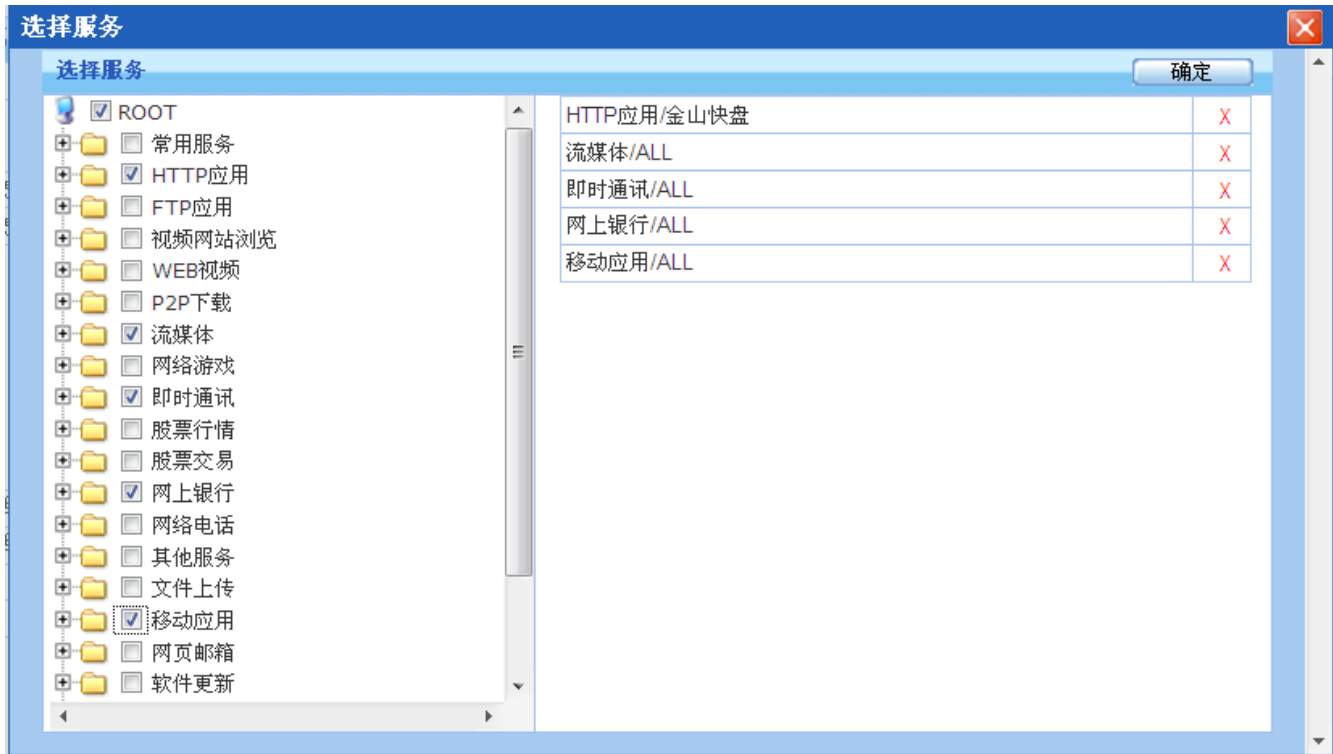 选择服务
选择服务
确定
ROOT
常用服务
HTTP应用
FTP应用
视频网站浏览
WEB视频
P2P下载
流媒体
网络游戏
即时通讯
股票行情
股票交易
网上银行
网络电话
其他服务
文件上传
移动应用
网页邮箱
软件更新
HTTP应用/金山快盘 X
流媒体/ALL X
即时通讯/ALL X
网上银行/ALL X
移动应用/ALL X